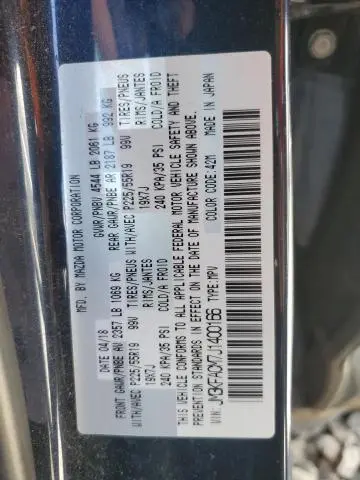 MFD. BY MAZDA MOTOR CORPORATION
DATE 04/18 GVWR/PNBV 4544 LB 2061 KG
FRONT GAWR/PNBE AV 2357 LB 1069 KG REAR GAWR/PNBE AR 2187 LB 992 KG
WITH/AVEC P225/55R19 99V TIRES/PNEUS WITH/AVEC P225/55R19 99V TIRES/PNEUS
19X7J RIMS/JANTES 19X7J RIMS/JANTES
240 KPA/35 PSI COLD/A FROID 240 KPA/35 PSI COLD/A FROID
THIS VEHICLE CONFORMS TO ALL APPLICABLE FEDERAL MOTOR VEHICLE SAFETY AND THEFT
PREVENTION STANDARDS IN EFFECT ON THE DATE OF MANUFACTURE SHOWN ABOVE.
VIN: TYPE:MPV COLOR CODE:42M MADE IN JAPAN